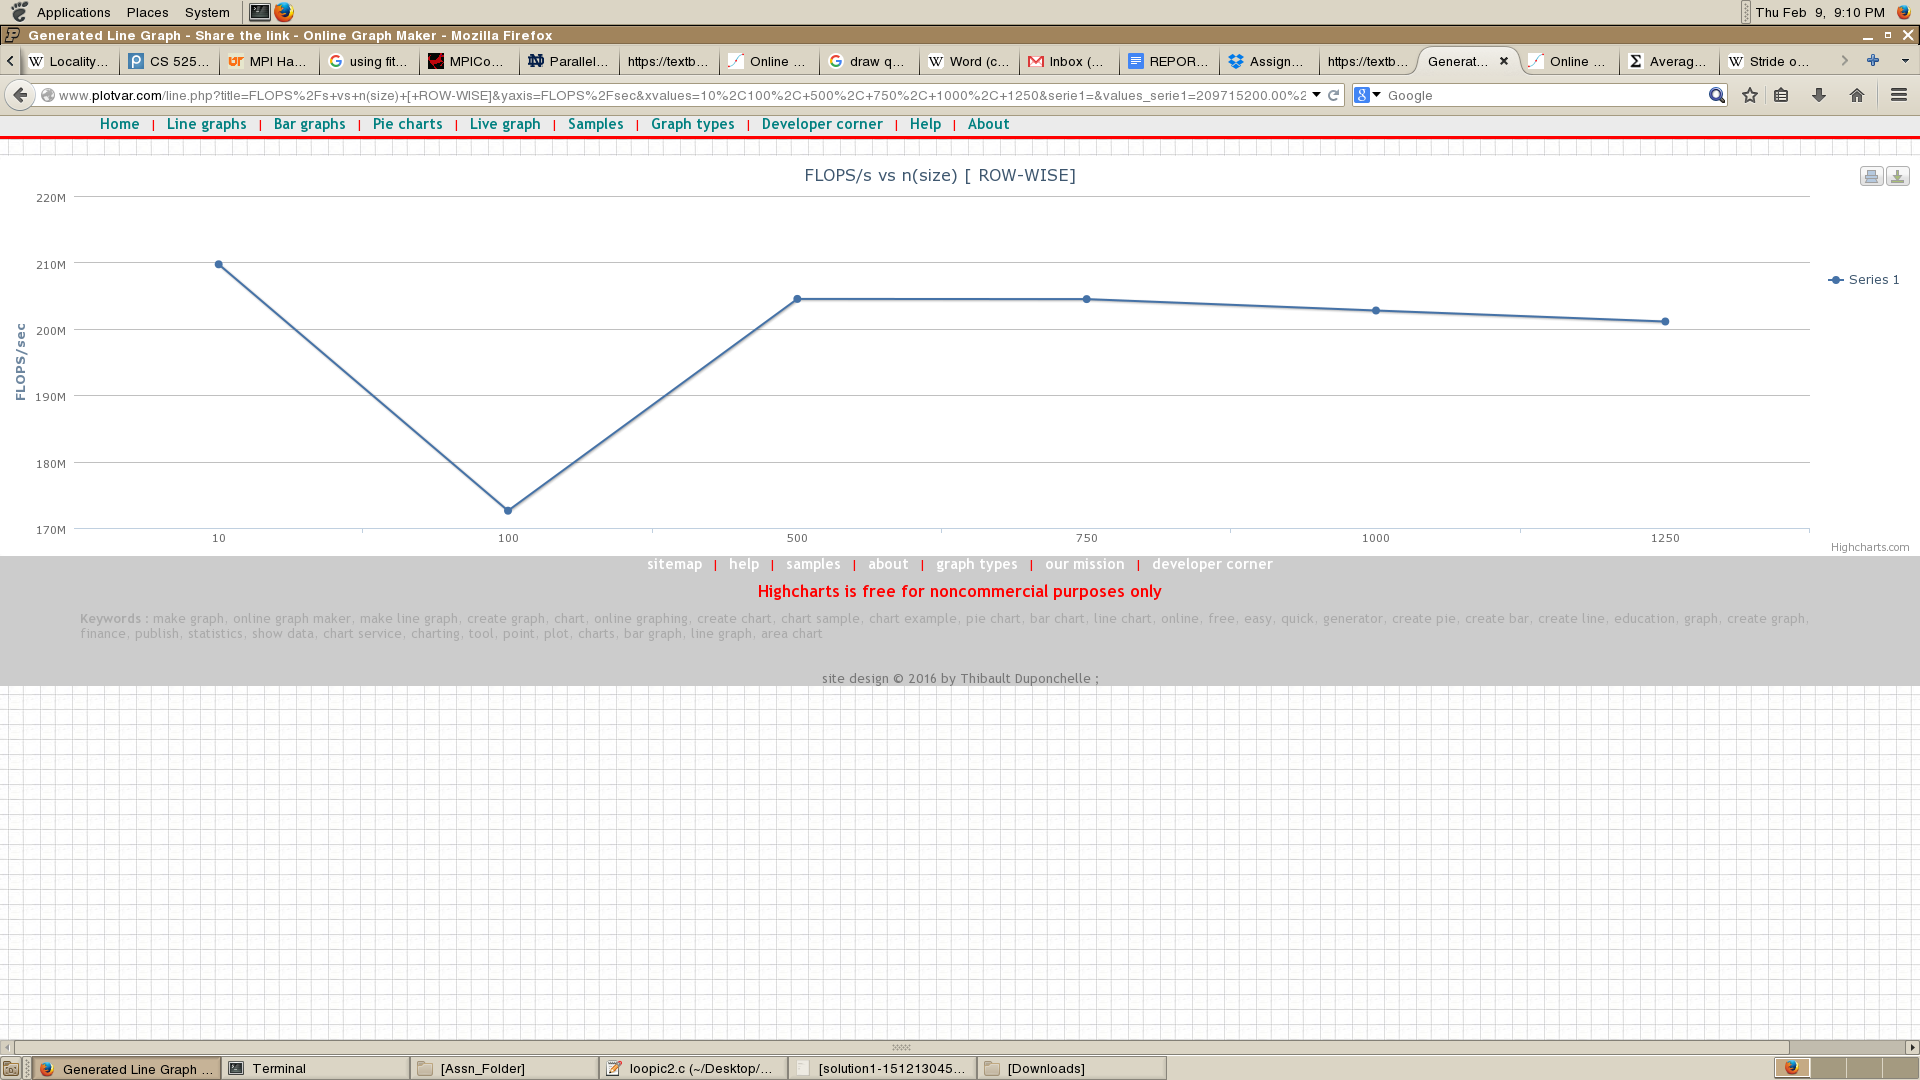 Applications Places System Thu Feb 9, 9:10 PM
Generated Line Graph - Share the link - Online Graph Maker - Mozilla Firefox
Locality... CS 525... MPI Ha... using fit... MPICo... Parallel... https://textb... Online ... draw q... Word (c... Inbox (... REPOR... Assign... https://textb... Generat... Online ... Averag... Stride o...
www.plotvar.com/line.php?title=FLOPS%2Fs+vs+n(size)+[+ROW-WISE]&yaxis=FLOPS%2Fsec&xvalues=10%2C100%2C+500%2C+750%2C+1000%2C+1250&serie1=&values_serie1=209715200.00%2 Google
Home | Line graphs | Bar graphs | Pie charts | Live graph | Samples | Graph types | Developer corner | Help | About
FLOPS/s vs n(size) [ ROW-WISE]
220M
210M
200M
190M
180M
170M
FLOPS/sec
Series 1
10 100 500 750 1000 1250
Highcharts.com
sitemap | help | samples | about | graph types | our mission | developer corner
Highcharts is free for noncommercial purposes only
Keywords : make graph, online graph maker, make line graph, create graph, chart, online graphing, create chart, chart sample, chart example, pie chart, bar chart, line chart, online, free, easy, quick, generator, create pie, create bar, create line, education, graph, create graph,
finance, publish, statistics, show data, chart service, charting, tool, point, plot, charts, bar graph, line graph, area chart
site design © 2016 by Thibault Duponchelle ;
Generated Line Graph ... Terminal [Assn_Folder] loopic2.c (~/Desktop/... [solution1-151213045... [Downloads]